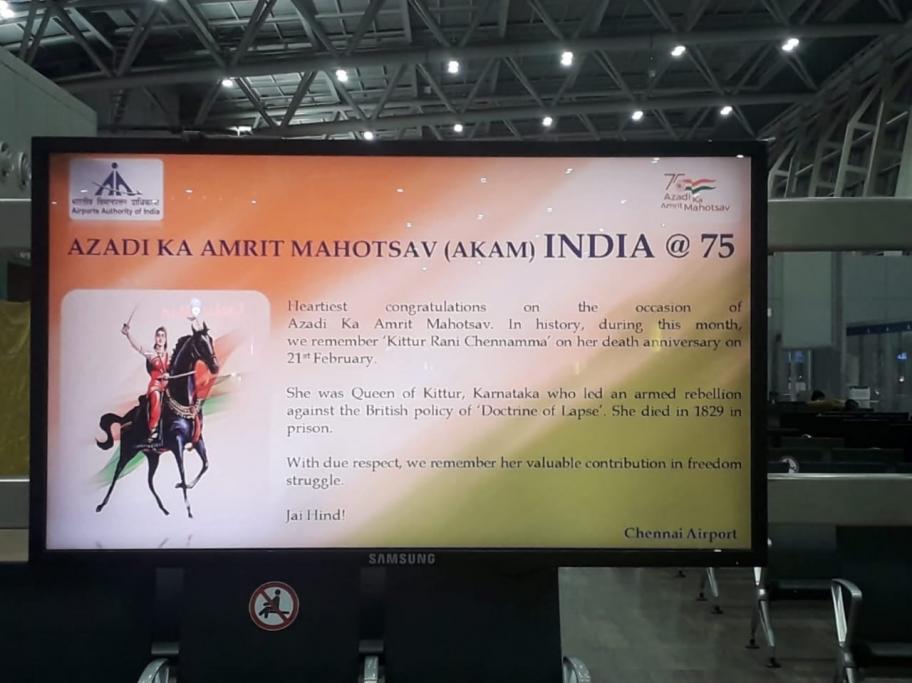 भारतीय विमानपत्तन प्राधिकरण
Airports Authority of India
75
Azadi Ka
Amrit Mahotsav
AZADI KA AMRIT MAHOTSAV (AKAM) INDIA @ 75
Heartiest congratulations on the occasion of
Azadi Ka Amrit Mahotsav. In history, during this month,
we remember 'Kittur Rani Chennamma' on her death anniversary on
21st February.
She was Queen of Kittur, Karnataka who led an armed rebellion
against the British policy of 'Doctrine of Lapse'. She died in 1829 in
prison.
With due respect, we remember her valuable contribution in freedom
struggle.
Jai Hind!
Chennai Airport
SAMSUNG